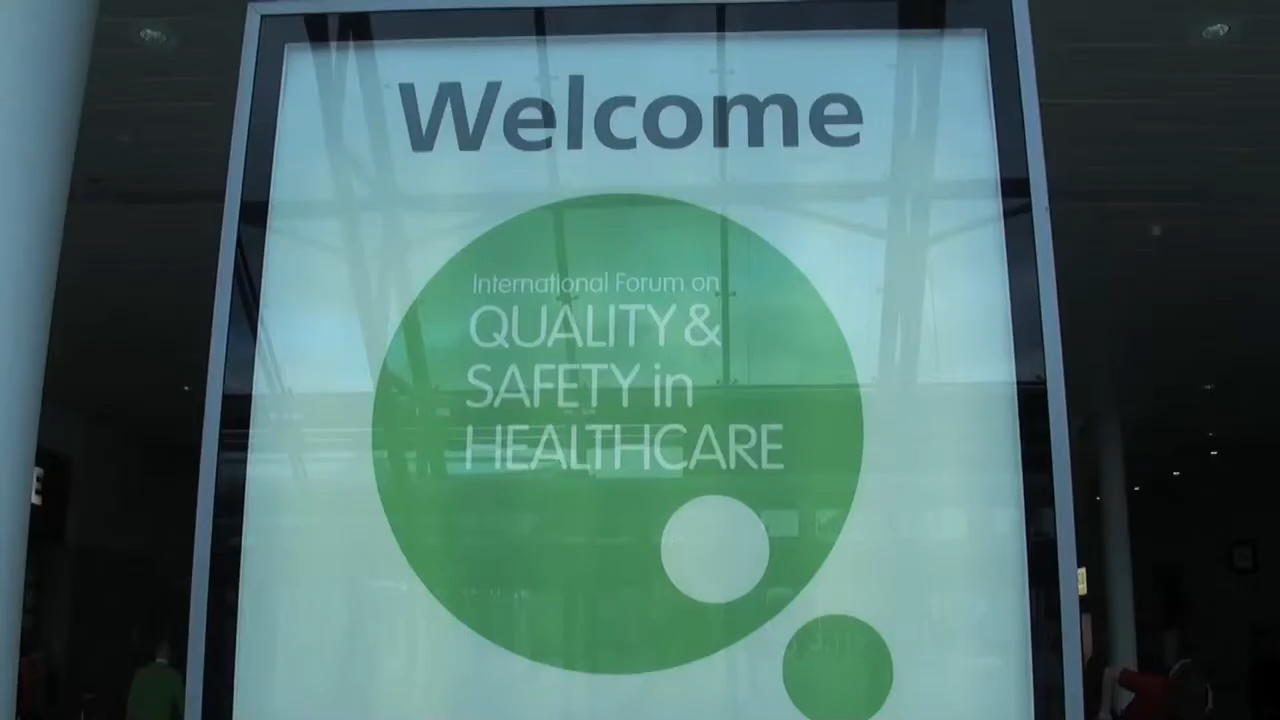 Welcome
International Forum on
QUALITY &
SAFETY in
HEALTHCARE